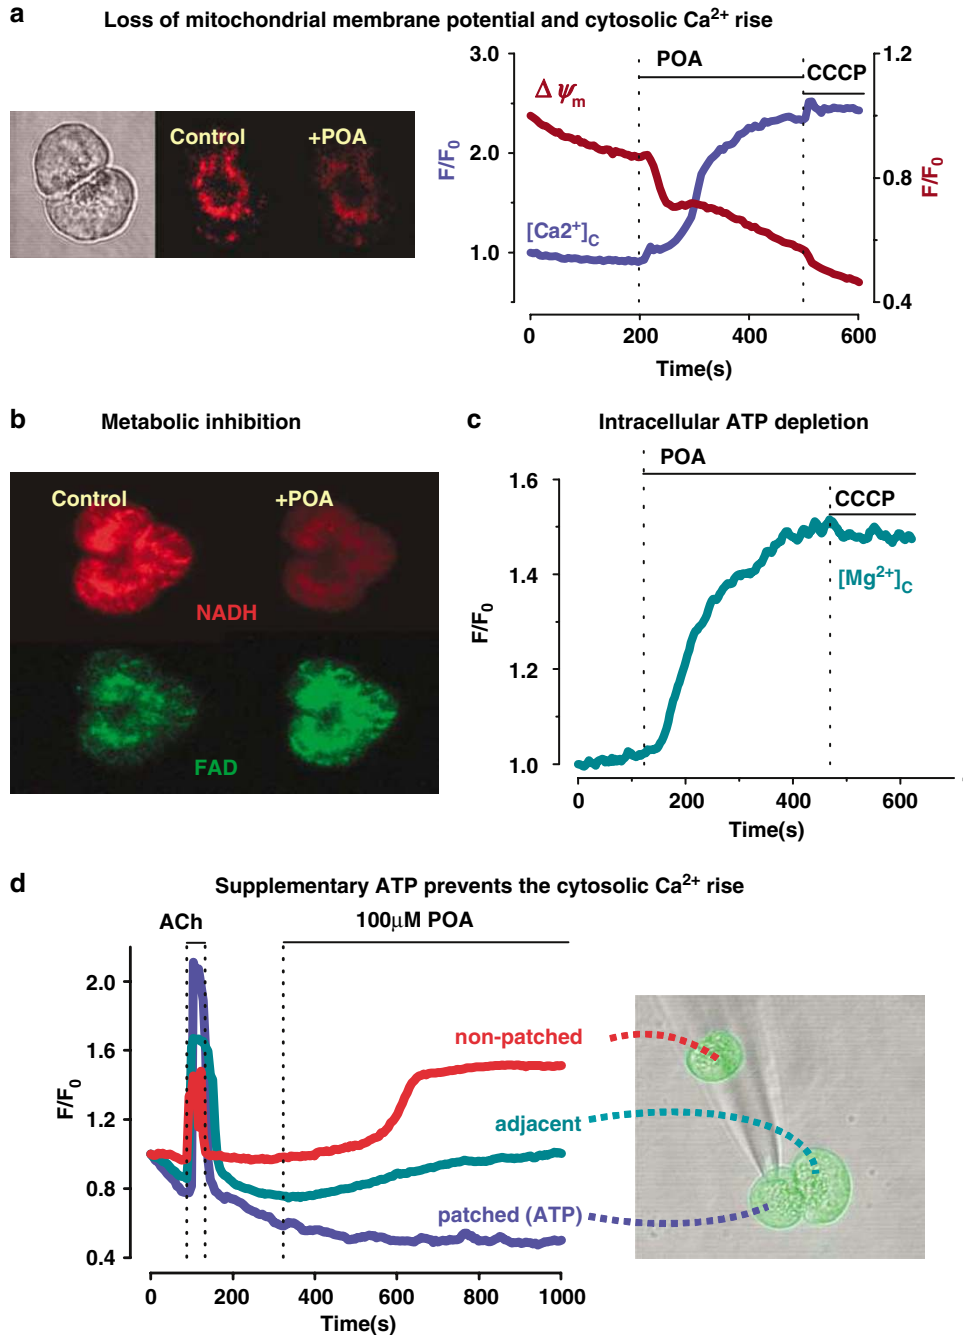 a
Loss of mitochondrial membrane potential and cytosolic Ca²⁺ rise
Control
+POA
POA
CCCP
Δψₘ
[Ca2+]C
F/F₀
3.0
2.0
1.0
F/F₀
1.2
0.8
0.4
0
200
400
600
Time(s)
b
Metabolic inhibition
Control
+POA
NADH
FAD
c
Intracellular ATP depletion
POA
CCCP
[Mg²⁺]C
F/F₀
1.6
1.4
1.2
1.0
0
200
400
600
Time(s)
d
Supplementary ATP prevents the cytosolic Ca²⁺ rise
ACh
100μM POA
F/F₀
2.0
1.6
1.2
0.8
0.4
non-patched
adjacent
patched (ATP)
0
200
400
600
800
1000
Time(s)